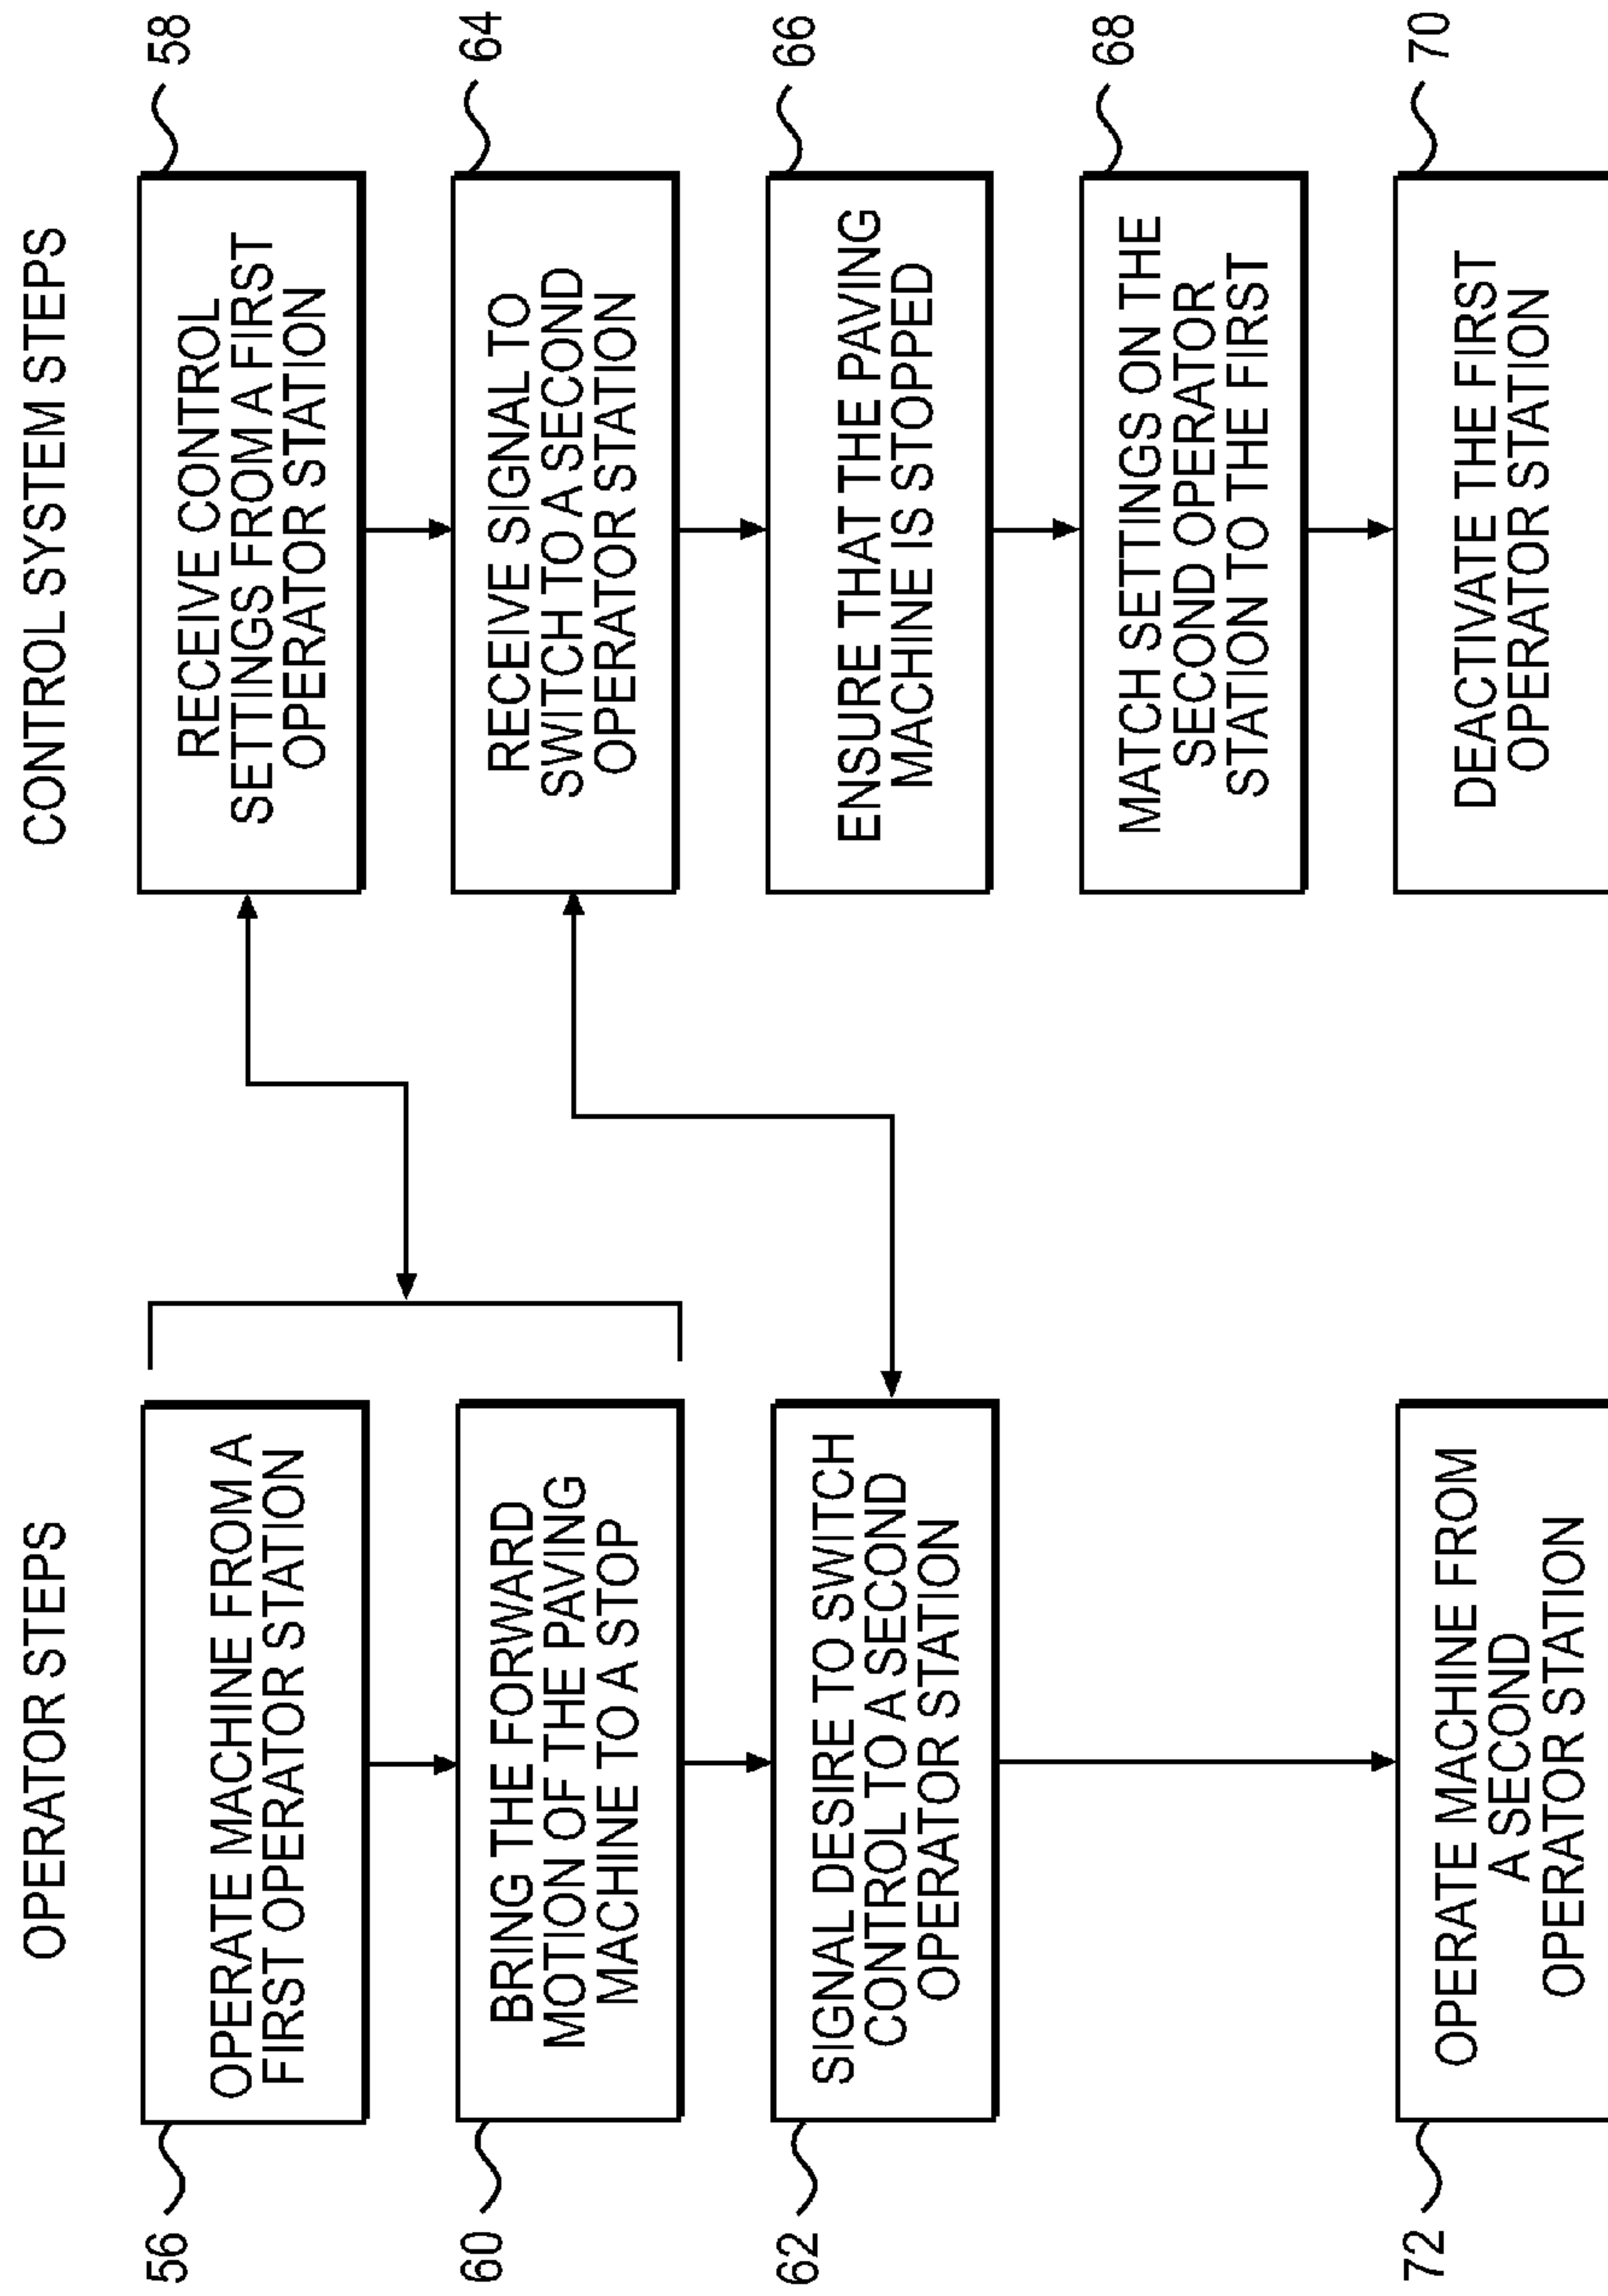 OPERATOR STEPS
CONTROL SYSTEM STEPS
56
OPERATE MACHINE FROM A
FIRST OPERATOR STATION
RECEIVE CONTROL
SETTINGS FROM A FIRST
OPERATOR STATION
58
60
BRING THE FORWARD
MOTION OF THE PAVING
MACHINE TO A STOP
RECEIVE SIGNAL TO
SWITCH TO A SECOND
OPERATOR STATION
64
62
SIGNAL DESIRE TO SWITCH
CONTROL TO A SECOND
OPERATOR STATION
ENSURE THAT THE PAVING
MACHINE IS STOPPED
66
MATCH SETTINGS ON THE
SECOND OPERATOR
STATION TO THE FIRST
68
72
OPERATE MACHINE FROM
A SECOND
OPERATOR STATION
DEACTIVATE THE FIRST
OPERATOR STATION
70